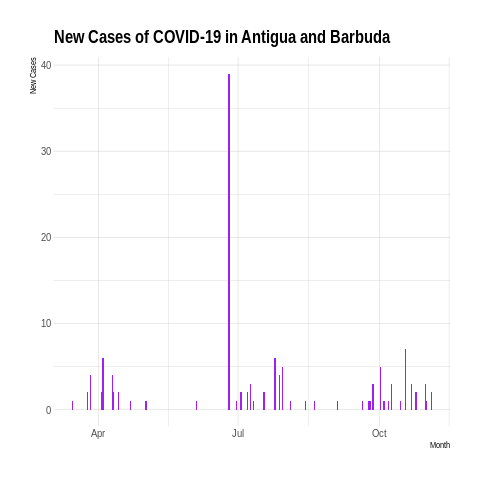 New Cases of COVID-19 in Antigua and Barbuda
New Cases
40
30
20
10
0
Apr Jul Oct
Month